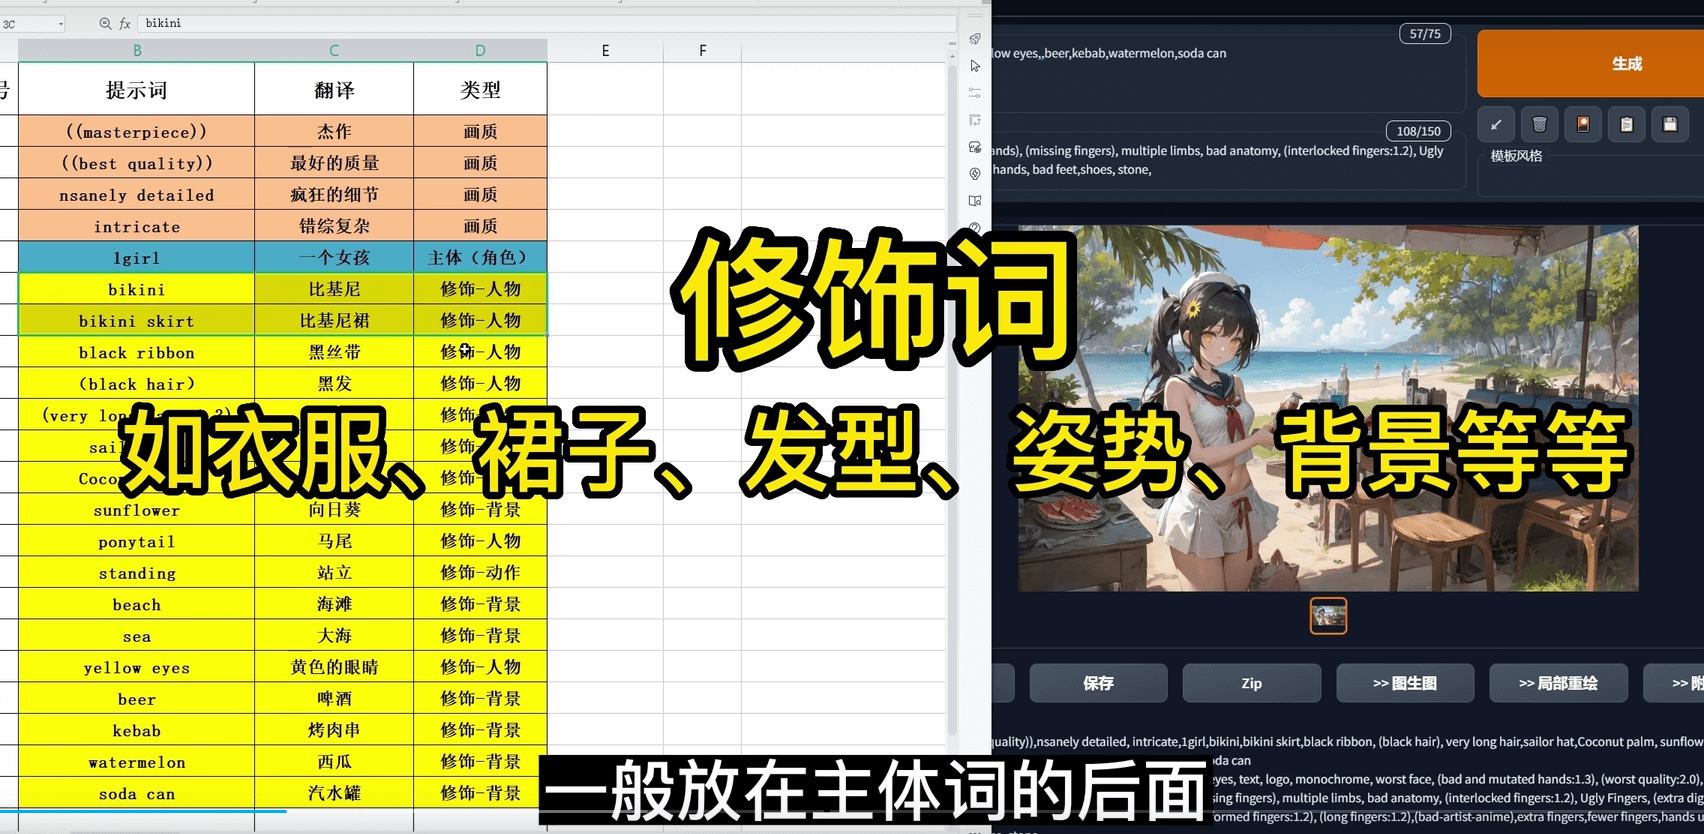 3C
fx
bikini
B
C
D
E
F
号
提示词
翻译
类型
((masterpiece))
杰作
画质
((best quality))
最好的质量
画质
nsanely detailed
疯狂的细节
画质
intricate
错综复杂
画质
1girl
一个女孩
主体（角色）
bikini
比基尼
修饰-人物
bikini skirt
比基尼裙
修饰-人物
black ribbon
黑丝带
修饰-人物
(black hair)
黑发
修饰-人物
(very lon
修饰
sai
修饰
Coco
修饰
sunflower
向日葵
修饰-背景
ponytail
马尾
修饰-人物
standing
站立
修饰-动作
beach
海滩
修饰-背景
sea
大海
修饰-背景
yellow eyes
黄色的眼睛
修饰-人物
beer
啤酒
修饰-背景
kebab
烤肉串
修饰-背景
watermelon
西瓜
修饰-背景
soda can
汽水罐
修饰-背景
修饰词
如衣服、裙子、发型、姿势、背景等等
一般放在主体词的后面
57/75
low eyes,,beer,kebab,watermelon,soda can
生成
108/150
ands), (missing fingers), multiple limbs, bad anatomy, (interlocked fingers:1.2), Ugly
hands, bad feet,shoes, stone,
模板风格
保存
Zip
>> 图生图
>> 局部重绘
>> 附
quality)),nsanely detailed, intricate,1girl,bikini,bikini skirt,black ribbon, (black hair), very long hair,sailor hat,Coconut palm, sunflow
oda can
yes, text, logo, monochrome, worst face, (bad and mutated hands:1.3), (worst quality:2.0),
sing fingers), multiple limbs, bad anatomy, (interlocked fingers:1.2), Ugly Fingers, (extra dig
formed fingers:1.2), (long fingers:1.2),(bad-artist-anime),extra fingers,fewer fingers,hands u